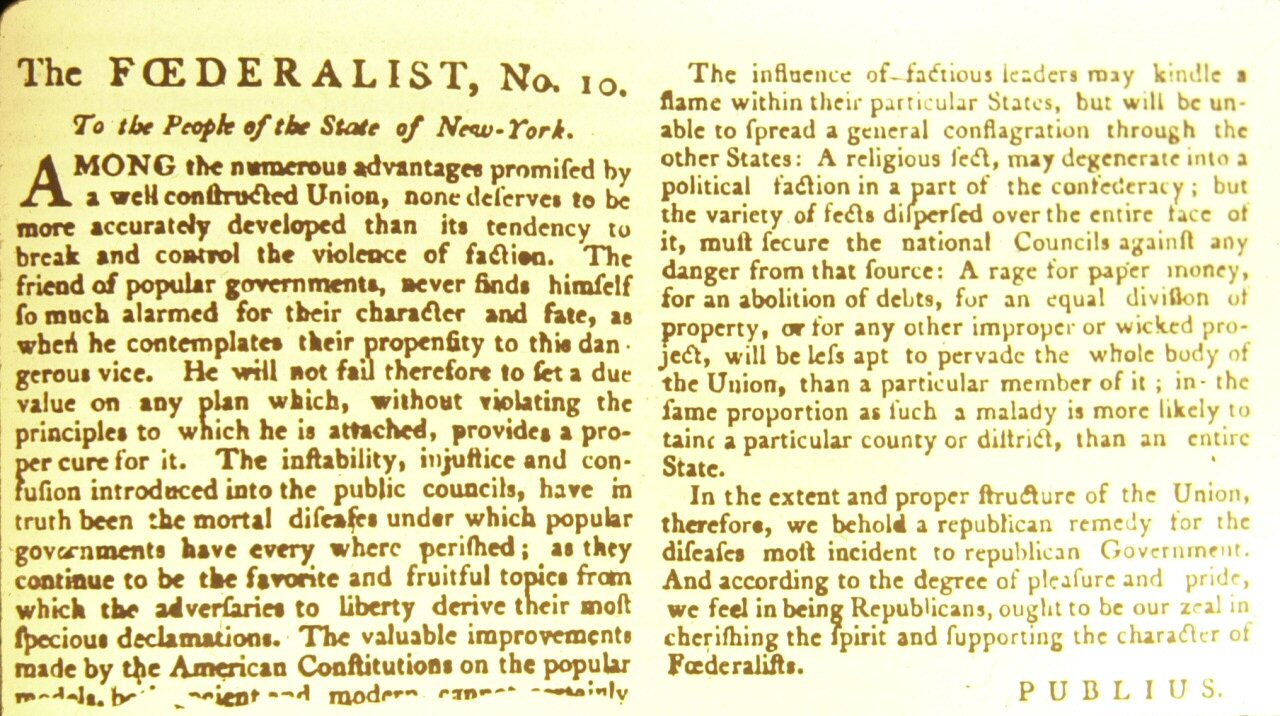 The FŒDERALIST, No. 10.
To the People of the State of New-York.
AMONG the numerous advantages promiſed by
a well conſtructed Union, none deſerves to be
more accurately developed than its tendency to
break and control the violence of faction. The
friend of popular governments, never finds himſelf
ſo much alarmed for their character and fate, as
when he contemplates their propenſity to this dan-
gerous vice. He will not fail therefore to ſet a due
value on any plan which, without violating the
principles to which he is attached, provides a pro-
per cure for it. The inſtability, injuſtice and con-
fuſion introduced into the public councils, have in
truth been the mortal diſeaſes under which popular
governments have every where periſhed; as they
continue to be the favorite and fruitful topics from
which the adverſaries to liberty derive their moſt
ſpecious declamations. The valuable improvements
made by the American Conſtitutions on the popular
models, both ancient and modern, cannot certainly
The influence of factious leaders may kindle a
flame within their particular States, but will be un-
able to ſpread a general conflagration through the
other States: A religious ſect, may degenerate into a
political faction in a part of the confederacy; but
the variety of ſects diſperſed over the entire face of
it, muſt ſecure the national Councils againſt any
danger from that ſource: A rage for paper money,
for an abolition of debts, for an equal diviſion of
property, or for any other improper or wicked pro-
ject, will be leſs apt to pervade the whole body of
the Union, than a particular member of it; in the
ſame proportion as ſuch a malady is more likely to
taint a particular county or diſtrict, than an entire
State.
In the extent and proper ſtructure of the Union,
therefore, we behold a republican remedy for the
diſeaſes moſt incident to republican Government.
And according to the degree of pleaſure and pride,
we feel in being Republicans, ought to be our zeal in
cheriſhing the ſpirit and ſupporting the character of
Fœderaliſts.
PUBLIUS.